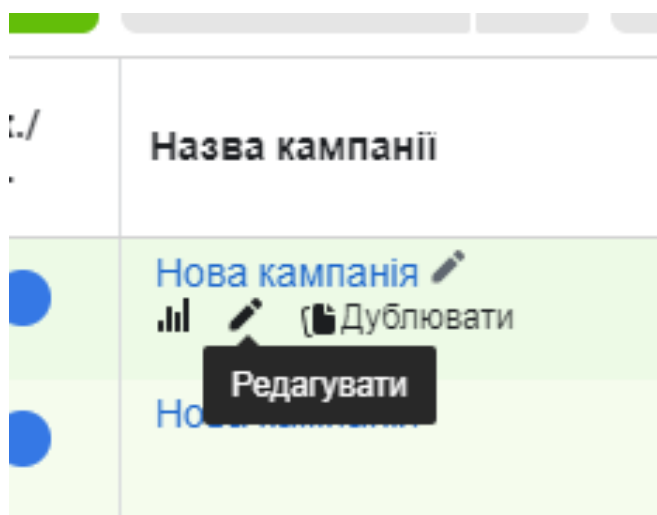 ./
Назва кампанії
Нова кампанія
Дублювати
Редагувати